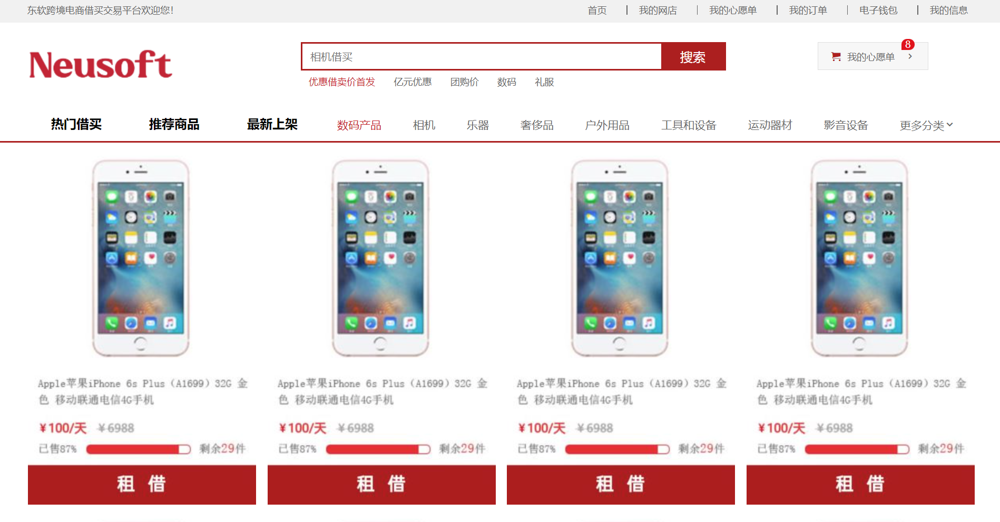 东软跨境电商借买交易平台欢迎您!
首页 | 我的网店 | 我的心愿单 | 我的订单 | 电子钱包 | 我的信息
Neusoft
相机借买
搜索
8
我的心愿单 >
优惠借卖价首发 亿元优惠 团购价 数码 礼服
热门借买 推荐商品 最新上架 数码产品 相机 乐器 奢侈品 户外用品 工具和设备 运动器材 影音设备 更多分类
Apple苹果iPhone 6s Plus（A1699）32G 金
色 移动联通电信4G手机
¥100/天 ¥6988
已售87% 剩余29件
租 借
Apple苹果iPhone 6s Plus（A1699）32G 金
色 移动联通电信4G手机
¥100/天 ¥6988
已售87% 剩余29件
租 借
Apple苹果iPhone 6s Plus（A1699）32G 金
色 移动联通电信4G手机
¥100/天 ¥6988
已售87% 剩余29件
租 借
Apple苹果iPhone 6s Plus（A1699）32G 金
色 移动联通电信4G手机
¥100/天 ¥6988
已售87% 剩余29件
租 借